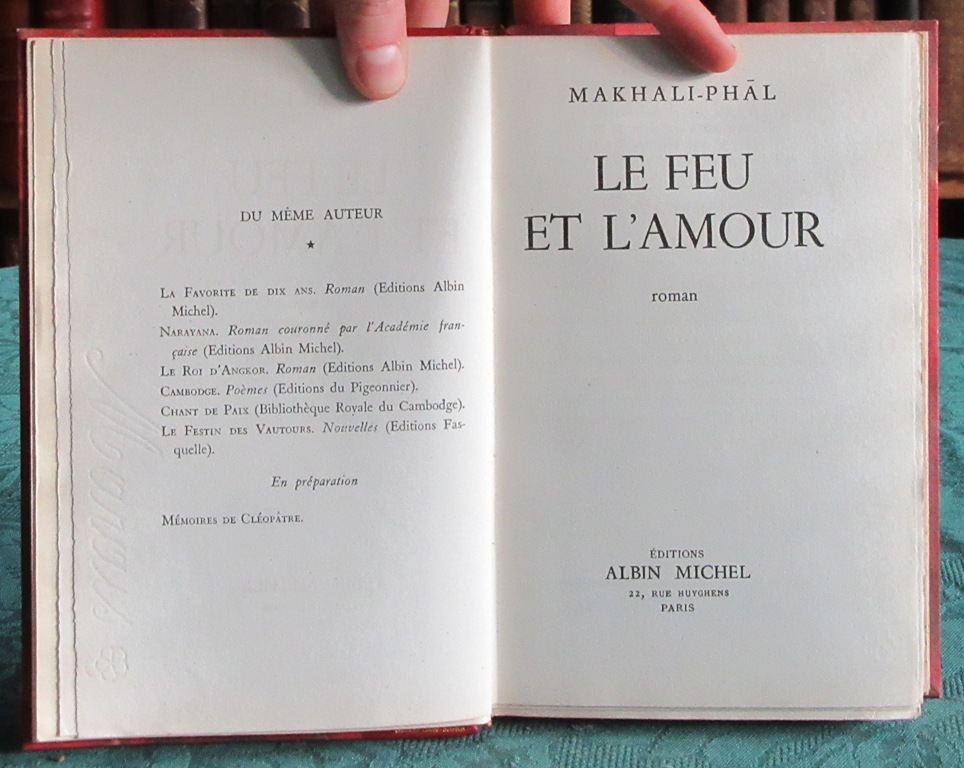 DU MÊME AUTEUR
★
LA FAVORITE DE DIX ANS. Roman (Editions Albin
Michel).
NARAYANA. Roman couronné par l'Académie fran-
çaise (Editions Albin Michel).
LE ROI D'ANGKOR. Roman (Editions Albin Michel).
CAMBODGE. Poèmes (Editions du Pigeonnier).
CHANT DE PAIX (Bibliothèque Royale du Cambodge).
LE FESTIN DES VAUTOURS. Nouvelles (Editions Fas-
quelle).
En préparation
MÉMOIRES DE CLÉOPÂTRE.
MAKHALI-PHĀL
LE FEU
ET L'AMOUR
roman
ÉDITIONS
ALBIN MICHEL
22, RUE HUYGHENS
PARIS